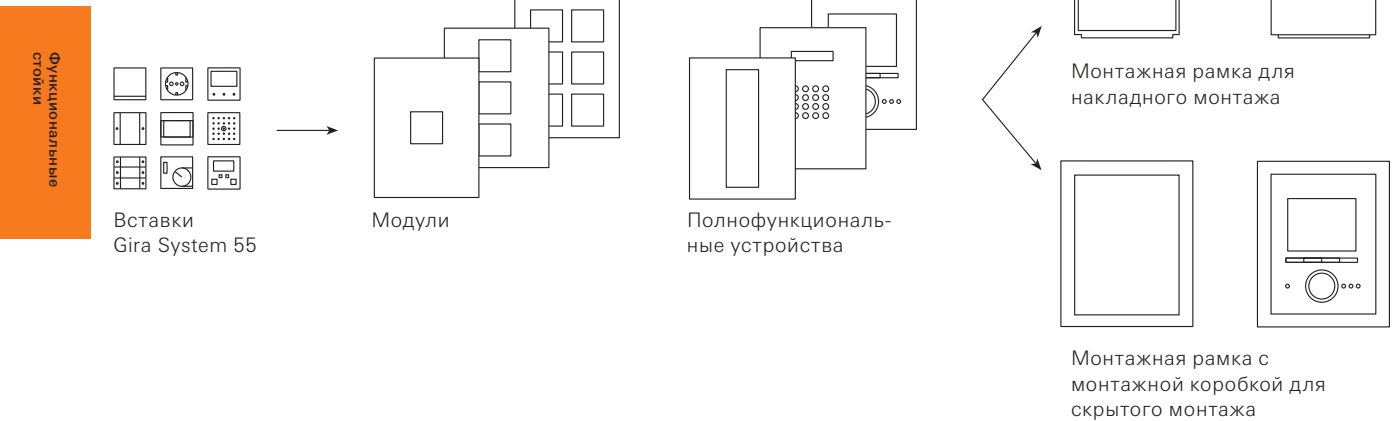 Функциональные
стойки
Вставки
Gira System 55
Модули
Полнофункциональ-
ные устройства
Монтажная рамка для
накладного монтажа
Монтажная рамка с
монтажной коробкой для
скрытого монтажа